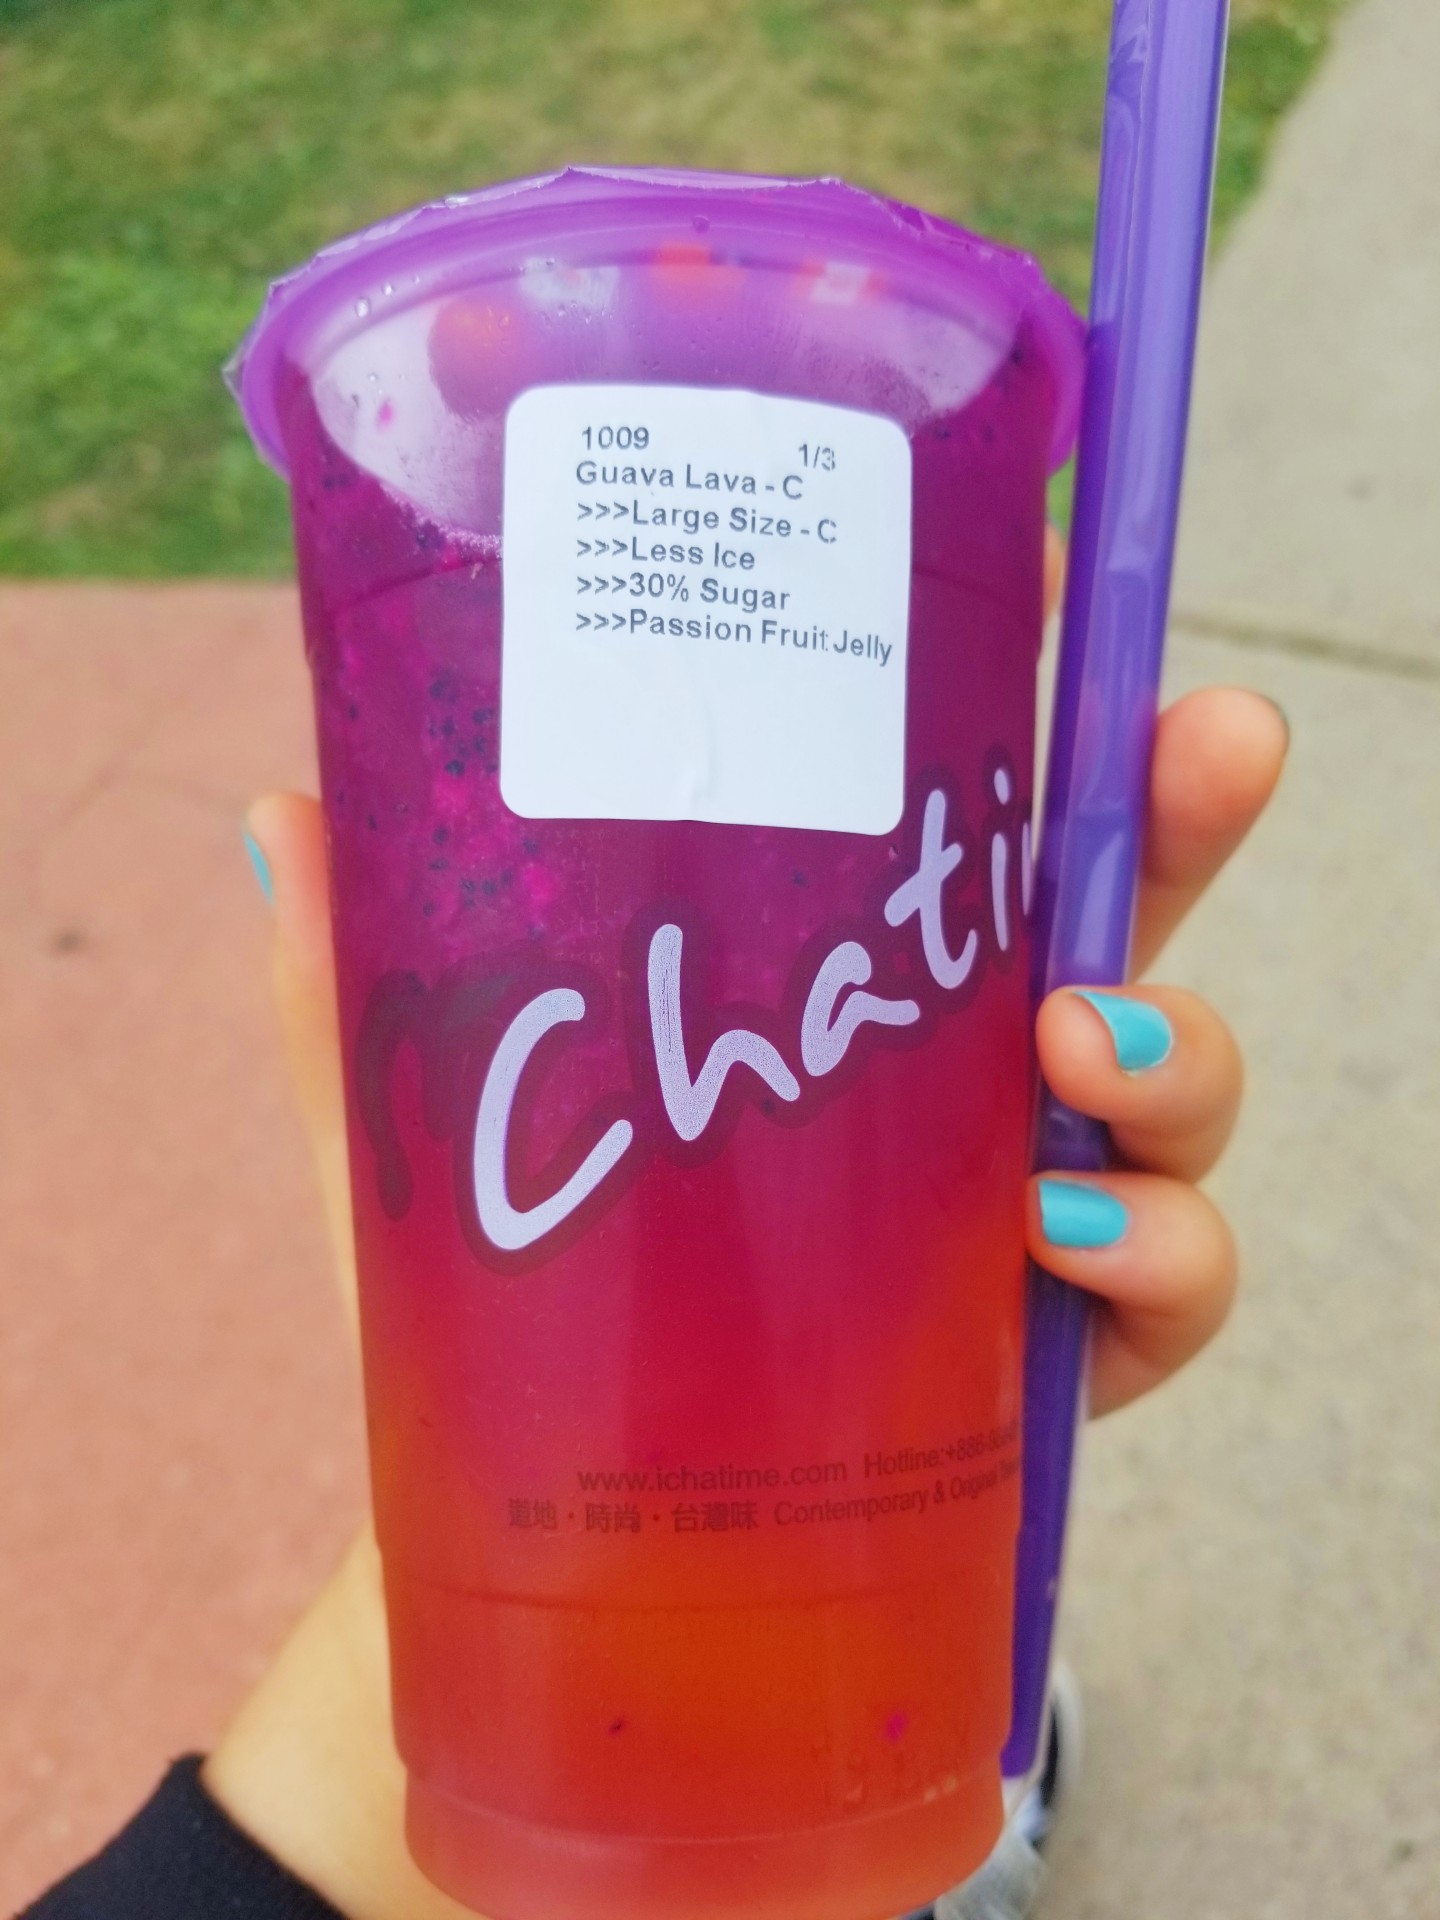 1009 1/3
Guava Lava - C
>>>Large Size - C
>>>Less Ice
>>>30% Sugar
>>>Passion Fruit Jelly
Chati
www.ichatime.com Hotline:+886-
道地・時尚・台灣味 Contemporary & Original